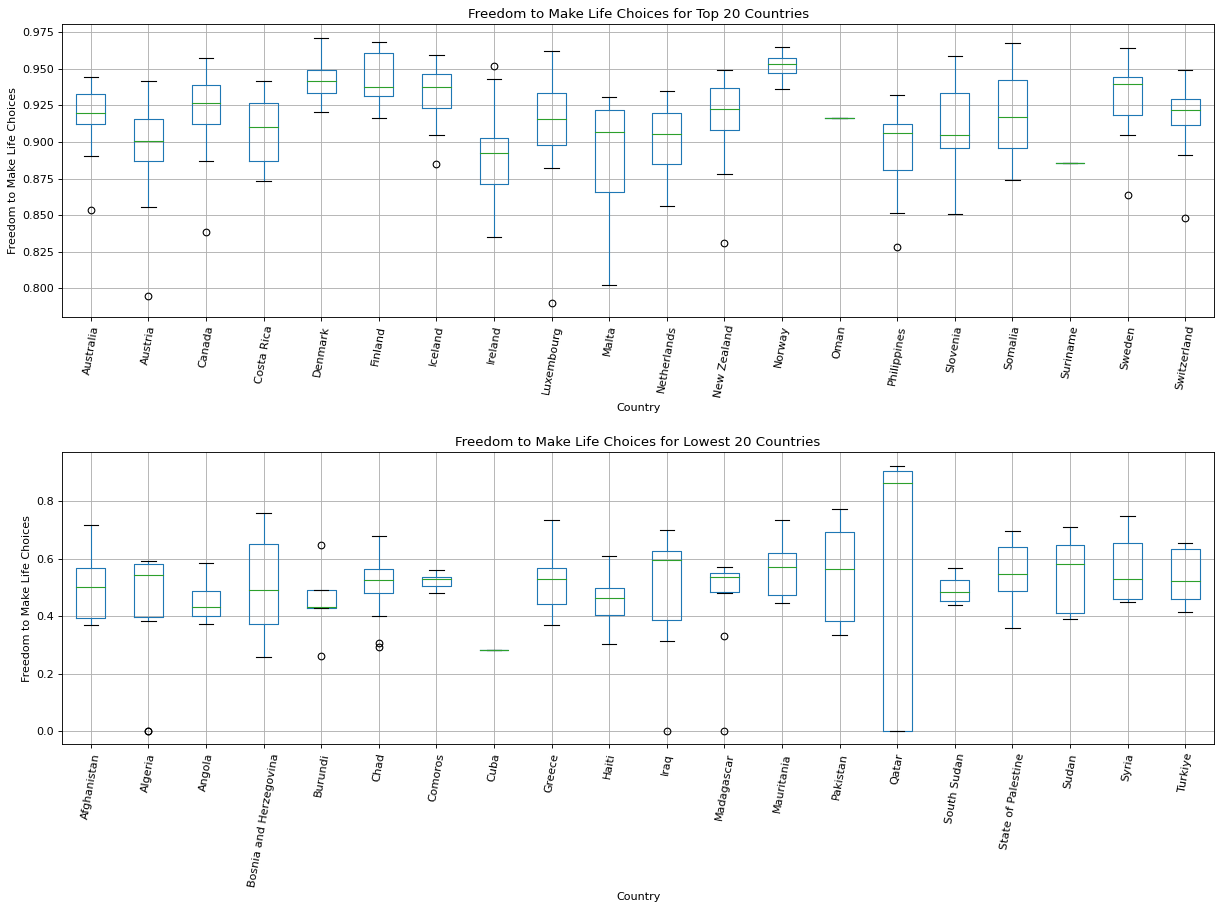 Freedom to Make Life Choices for Top 20 Countries
Freedom to Make Life Choices
0.975
0.950
0.925
0.900
0.875
0.850
0.825
0.800
Australia
Austria
Canada
Costa Rica
Denmark
Finland
Iceland
Ireland
Luxembourg
Malta
Netherlands
New Zealand
Norway
Oman
Philippines
Slovenia
Somalia
Suriname
Sweden
Switzerland
Country
Freedom to Make Life Choices for Lowest 20 Countries
Freedom to Make Life Choices
0.8
0.6
0.4
0.2
0.0
Afghanistan
Algeria
Angola
Bosnia and Herzegovina
Burundi
Chad
Comoros
Cuba
Greece
Haiti
Iraq
Madagascar
Mauritania
Pakistan
Qatar
South Sudan
State of Palestine
Sudan
Syria
Turkiye
Country